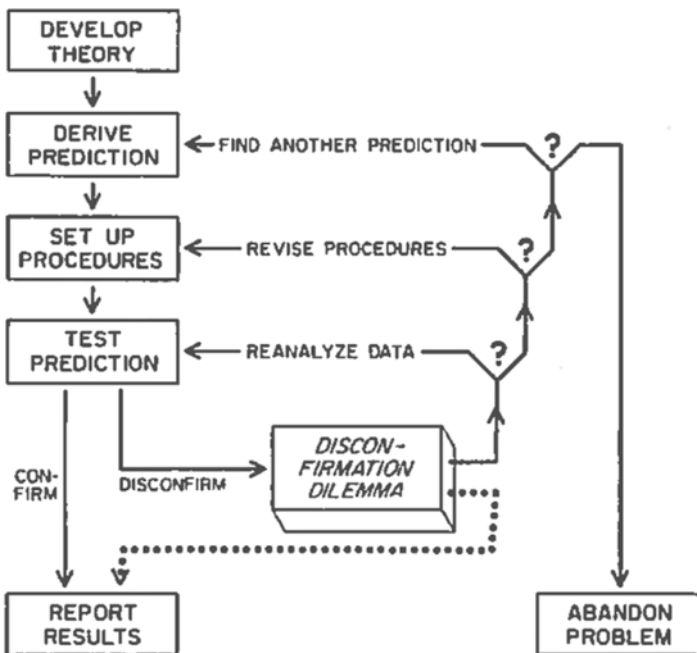 DEVELOP
THEORY
DERIVE
PREDICTION
FIND ANOTHER PREDICTION
?
SET UP
PROCEDURES
REVISE PROCEDURES
?
TEST
PREDICTION
REANALYZE DATA
?
CON-
FIRM
DISCONFIRM
DISCON-
FIRMATION
DILEMMA
REPORT
RESULTS
ABANDON
PROBLEM